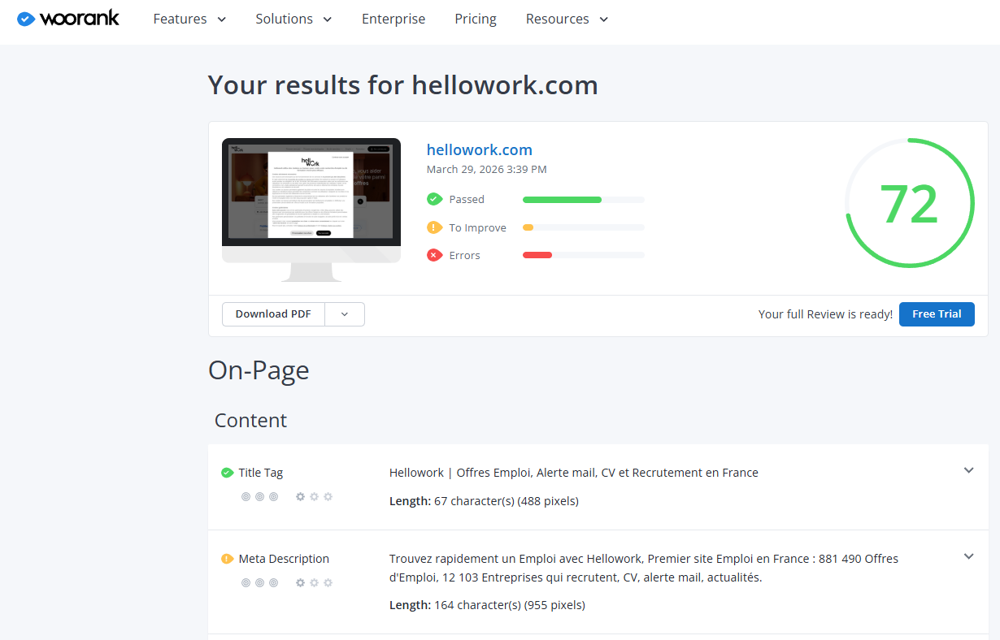 woorank
Features
Solutions
Enterprise
Pricing
Resources
Your results for hellowork.com
hello
work
hellowork.com
March 29, 2026 3:39 PM
Passed
To Improve
Errors
72
Download PDF
Your full Review is ready!
Free Trial
On-Page
Content
Title Tag
Hellowork | Offres Emploi, Alerte mail, CV et Recrutement en France
Length: 67 character(s) (488 pixels)
Meta Description
Trouvez rapidement un Emploi avec Hellowork, Premier site Emploi en France : 881 490 Offres
d'Emploi, 12 103 Entreprises qui recrutent, CV, alerte mail, actualités.
Length: 164 character(s) (955 pixels)